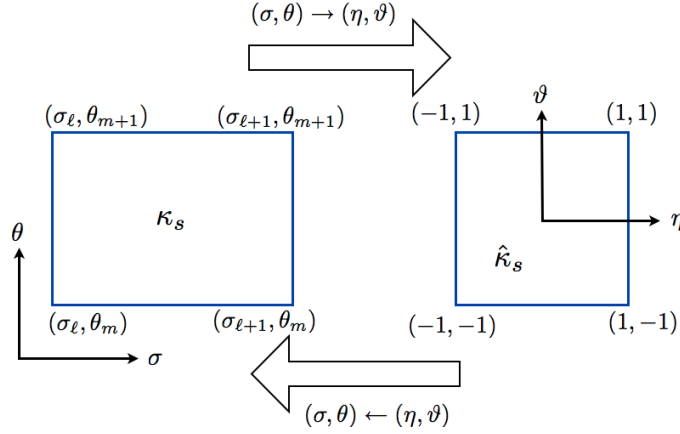 (σ, θ) → (η, ϑ)
(σ_ℓ, θ_{m+1})
(σ_{ℓ+1}, θ_{m+1})
(-1, 1)
ϑ
(1, 1)
κ_s
θ
η
κ̂_s
(σ_ℓ, θ_m)
(σ_{ℓ+1}, θ_m)
(-1, -1)
(1, -1)
σ
(σ, θ) ← (η, ϑ)